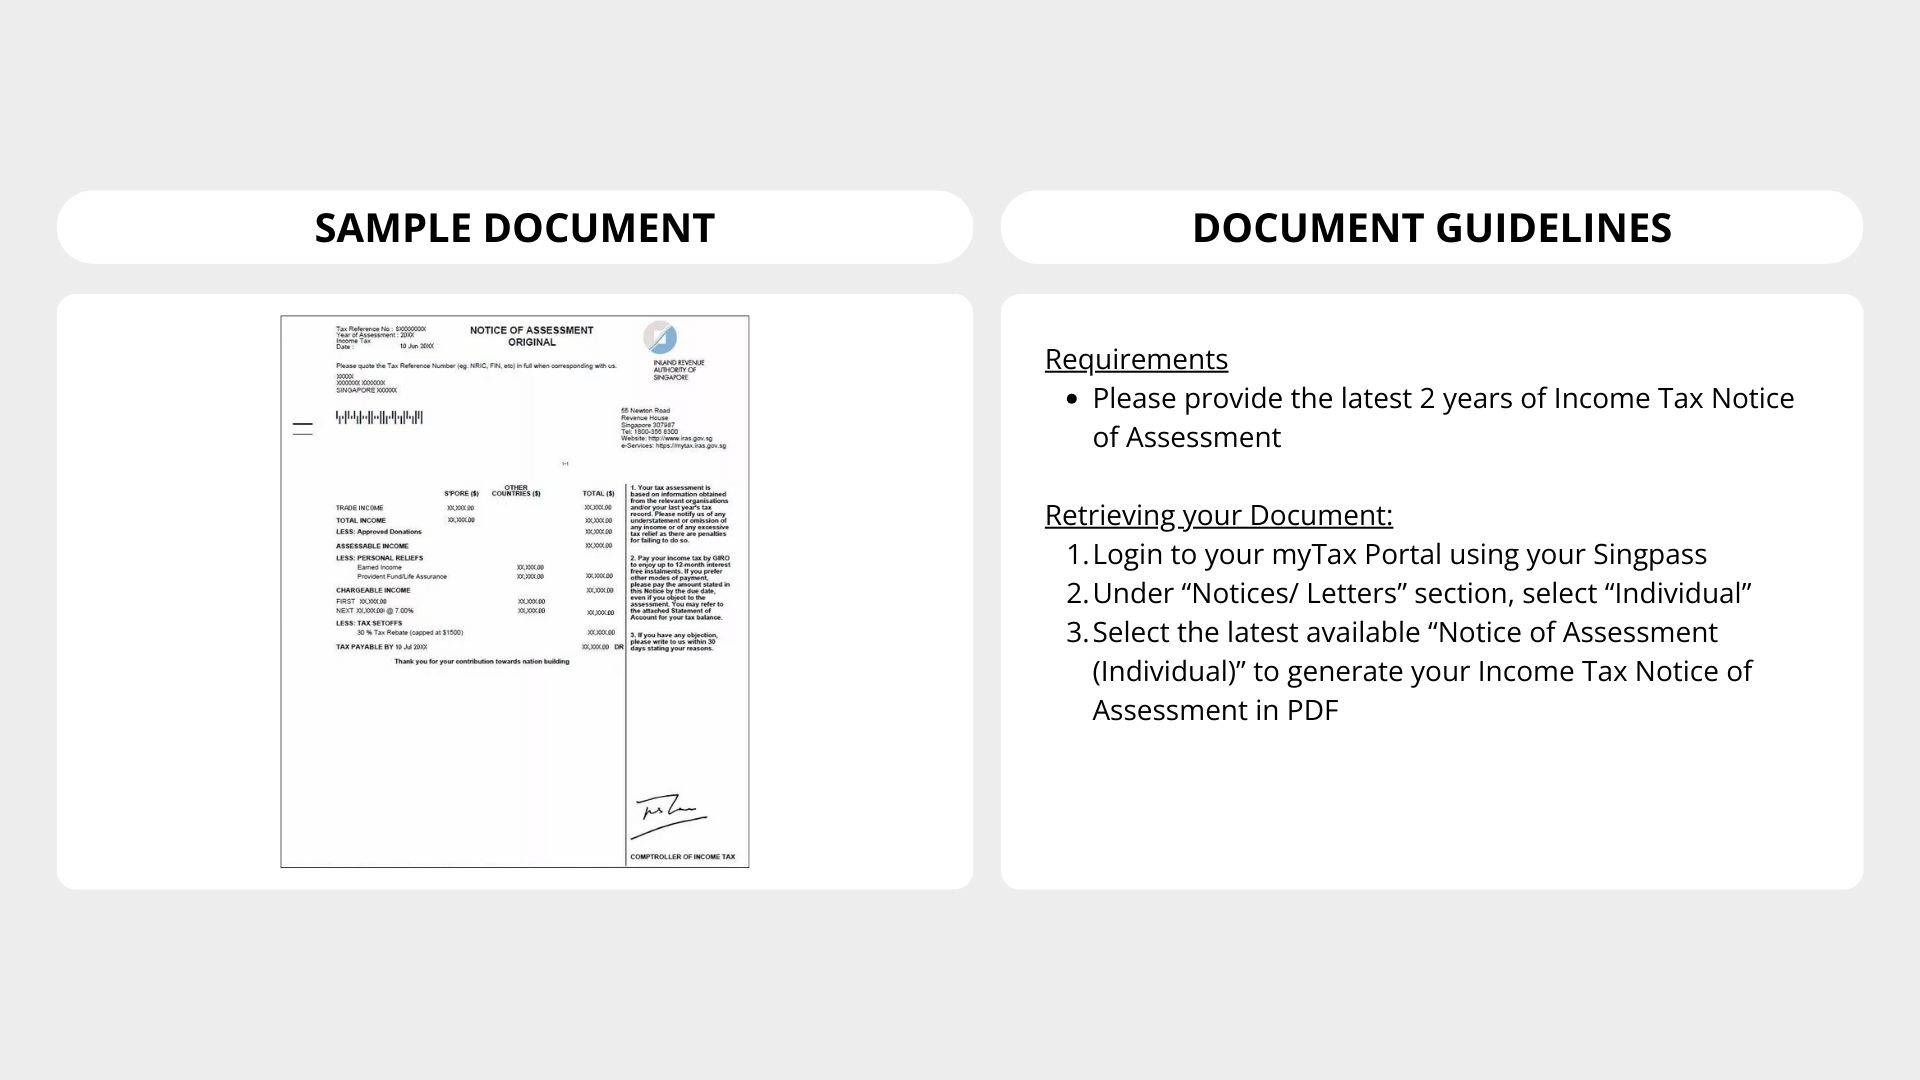 SAMPLE DOCUMENT
Tax Reference No : SXXXXXXXX
Year of Assessment : 20XX
Income Tax
Date : 10 Jun 20XX
NOTICE OF ASSESSMENT
ORIGINAL
INLAND REVENUE
AUTHORITY OF
SINGAPORE
Please quote the Tax Reference Number (eg. NRIC, FIN, etc) in full when corresponding with us.
XXXXX
XXXXXXX XXXXXXX
SINGAPORE XXXXXX
55 Newton Road
Revenue House
Singapore 307987
Tel: 1800-356 8300
Website: http://www.iras.gov.sg
e-Services: https://mytax.iras.gov.sg
1-1
S'PORE ($) OTHER COUNTRIES ($) TOTAL ($)
TRADE INCOME XX,XXX.00 XX,XXX.00
TOTAL INCOME XX,XXX.00 XX,XXX.00
LESS: Approved Donations XX,XXX.00
ASSESSABLE INCOME XX,XXX.00
LESS: PERSONAL RELIEFS
Earned Income XX,XXX.00
Provident Fund/Life Assurance XX,XXX.00 XX,XXX.00
CHARGEABLE INCOME XX,XXX.00
FIRST XX,XXX.00 XX,XXX.00
NEXT XX,XXX.00 @ 7.00% XX,XXX.00 XX,XXX.00
LESS: TAX SETOFFS
30 % Tax Rebate (capped at $1500) XX,XXX.00
TAX PAYABLE BY 10 Jul 20XX XX,XXX.00 DR
Thank you for your contribution towards nation building
1. Your tax assessment is
based on information obtained
from the relevant organisations
and/or your last year's tax
record. Please notify us of any
understatement or omission of
any income or of any excessive
tax relief as there are penalties
for failing to do so.
2. Pay your income tax by GIRO
to enjoy up to 12-month interest
free instalments. If you prefer
other modes of payment,
please pay the amount stated in
this Notice by the due date,
even if you object to the
assessment. You may refer to
the attached Statement of
Account for your tax balance.
3. If you have any objection,
please write to us within 30
days stating your reasons.
COMPTROLLER OF INCOME TAX
DOCUMENT GUIDELINES
Requirements
• Please provide the latest 2 years of Income Tax Notice
of Assessment
Retrieving your Document:
1. Login to your myTax Portal using your Singpass
2. Under “Notices/ Letters” section, select “Individual”
3. Select the latest available “Notice of Assessment
(Individual)” to generate your Income Tax Notice of
Assessment in PDF